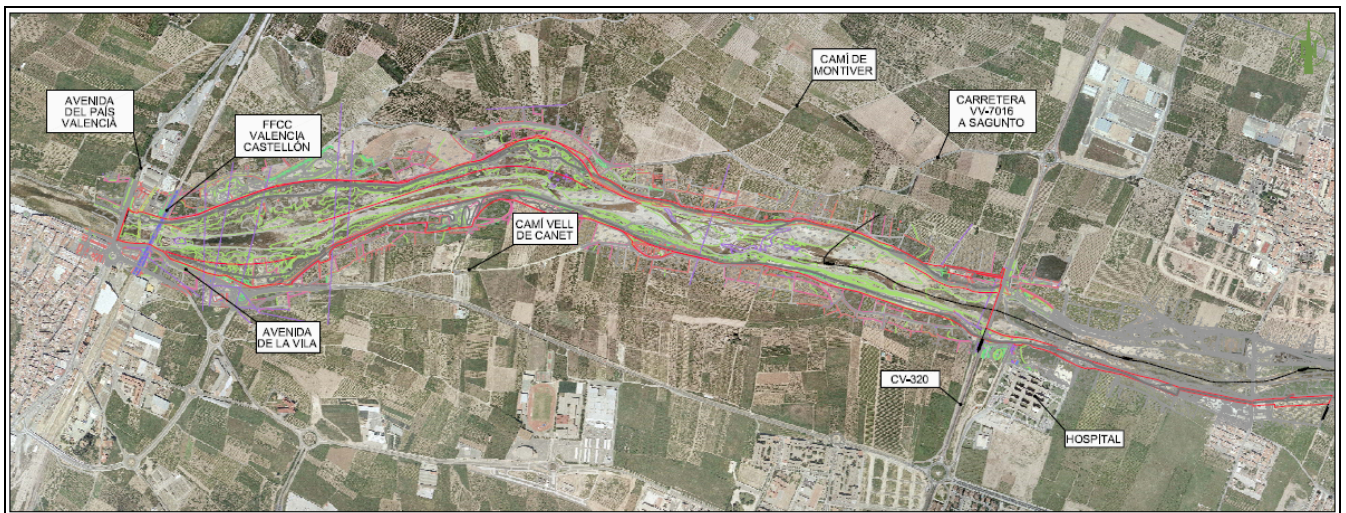 CAMÍ DE
MONTIVER
AVENIDA
DEL PAÍS
VALENCIÀ
CARRETERA
VV-7016
A SAGUNTO
FFCC
VALENCIA
CASTELLÓN
CAMÍ VELL
DE CANET
AVENIDA
DE LA VILA
CV-320
HOSPITAL